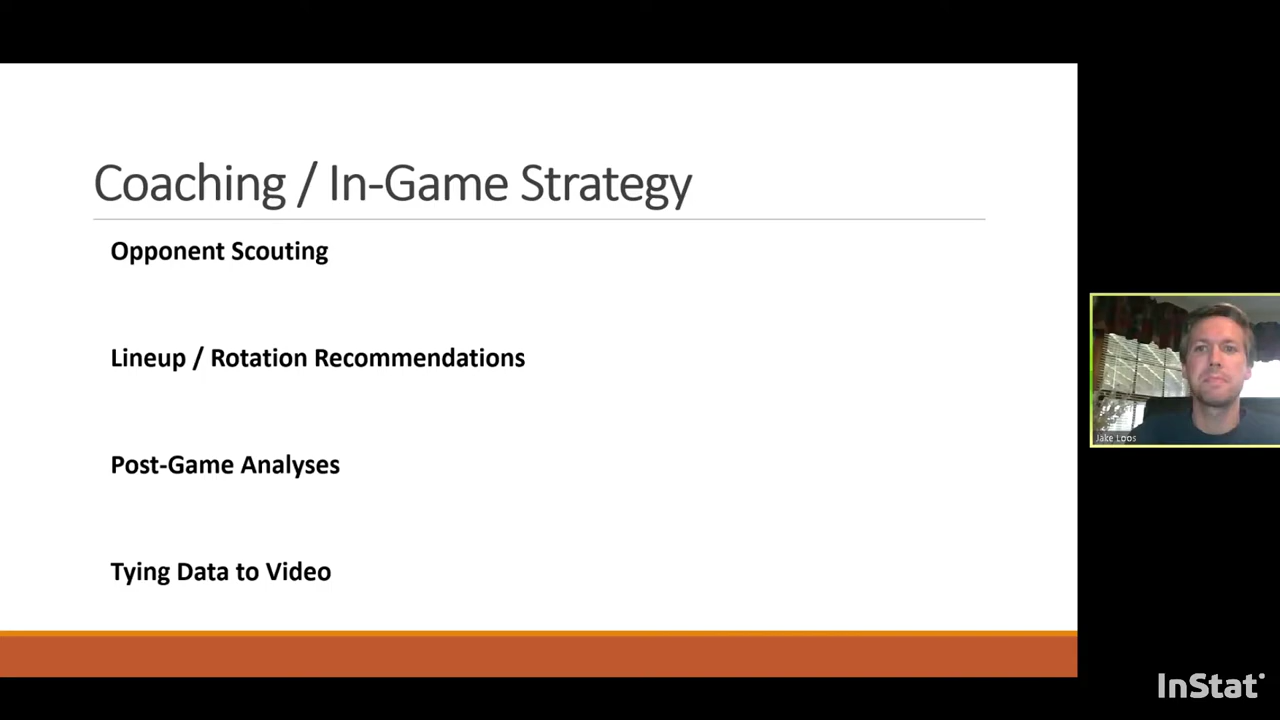 Coaching / In-Game Strategy
Opponent Scouting
Lineup / Rotation Recommendations
Post-Game Analyses
Tying Data to Video
Jake Loos
InStat